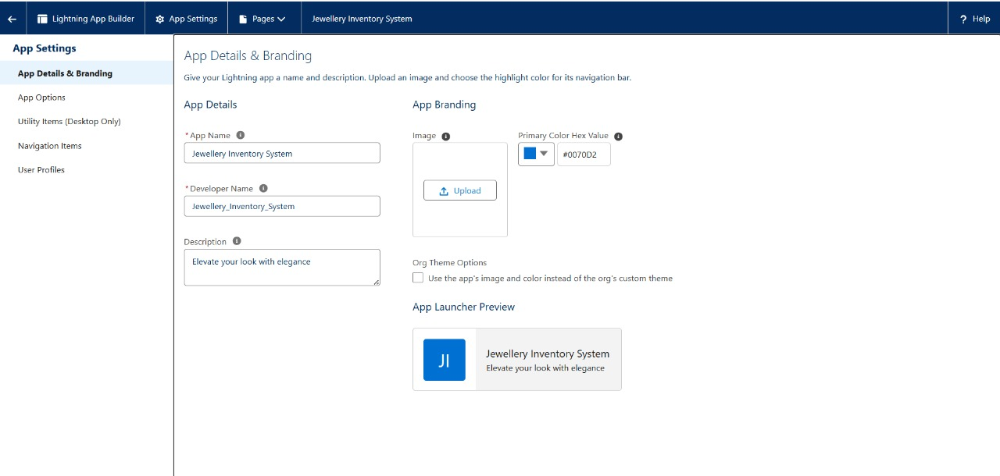 Lightning App Builder
App Settings
Pages
Jewellery Inventory System
? Help
App Settings
App Details & Branding
App Options
Utility Items (Desktop Only)
Navigation Items
User Profiles
App Details & Branding
Give your Lightning app a name and description. Upload an image and choose the highlight color for its navigation bar.
App Details
* App Name
Jewellery Inventory System
* Developer Name
Jewellery_Inventory_System
Description
Elevate your look with elegance
App Branding
Image
Upload
Primary Color Hex Value
#0070D2
Org Theme Options
Use the app's image and color instead of the org's custom theme
App Launcher Preview
JI
Jewellery Inventory System
Elevate your look with elegance